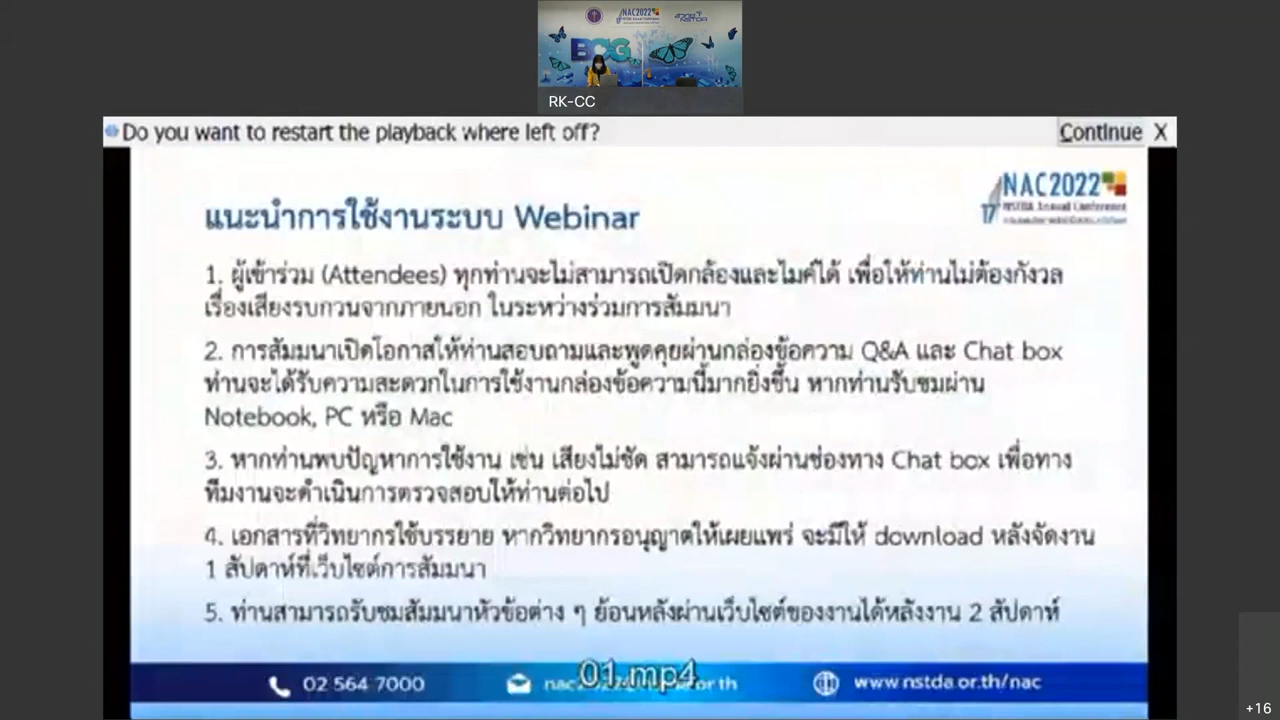 NAC2022
BCG
RK-CC
Do you want to restart the playback where left off?
Continue X
NAC2022
17 NSTDA Annual Conference
แนะนำการใช้งานระบบ Webinar
1. ผู้เข้าร่วม (Attendees) ทุกท่านจะไม่สามารถเปิดกล้องและไมค์ได้ เพื่อให้ท่านไม่ต้องกังวล
เรื่องเสียงรบกวนจากภายนอก ในระหว่างร่วมการสัมมนา
2. การสัมมนาเปิดโอกาสให้ท่านสอบถามและพูดคุยผ่านกล่องข้อความ Q&A และ Chat box
ท่านจะได้รับความสะดวกในการใช้งานกล่องข้อความนี้มากยิ่งขึ้น หากท่านรับชมผ่าน
Notebook, PC หรือ Mac
3. หากท่านพบปัญหาการใช้งาน เช่น เสียงไม่ชัด สามารถแจ้งผ่านช่องทาง Chat box เพื่อทาง
ทีมงานจะดำเนินการตรวจสอบให้ท่านต่อไป
4. เอกสารที่วิทยากรใช้บรรยาย หากวิทยากรอนุญาตให้เผยแพร่ จะมีให้ download หลังจัดงาน
1 สัปดาห์ที่เว็บไซต์การสัมมนา
5. ท่านสามารถรับชมสัมมนาหัวข้อต่าง ๆ ย้อนหลังผ่านเว็บไซต์ของงานได้หลังงาน 2 สัปดาห์
01.mp4
02 564 7000
www.nstda.or.th/nac
+16